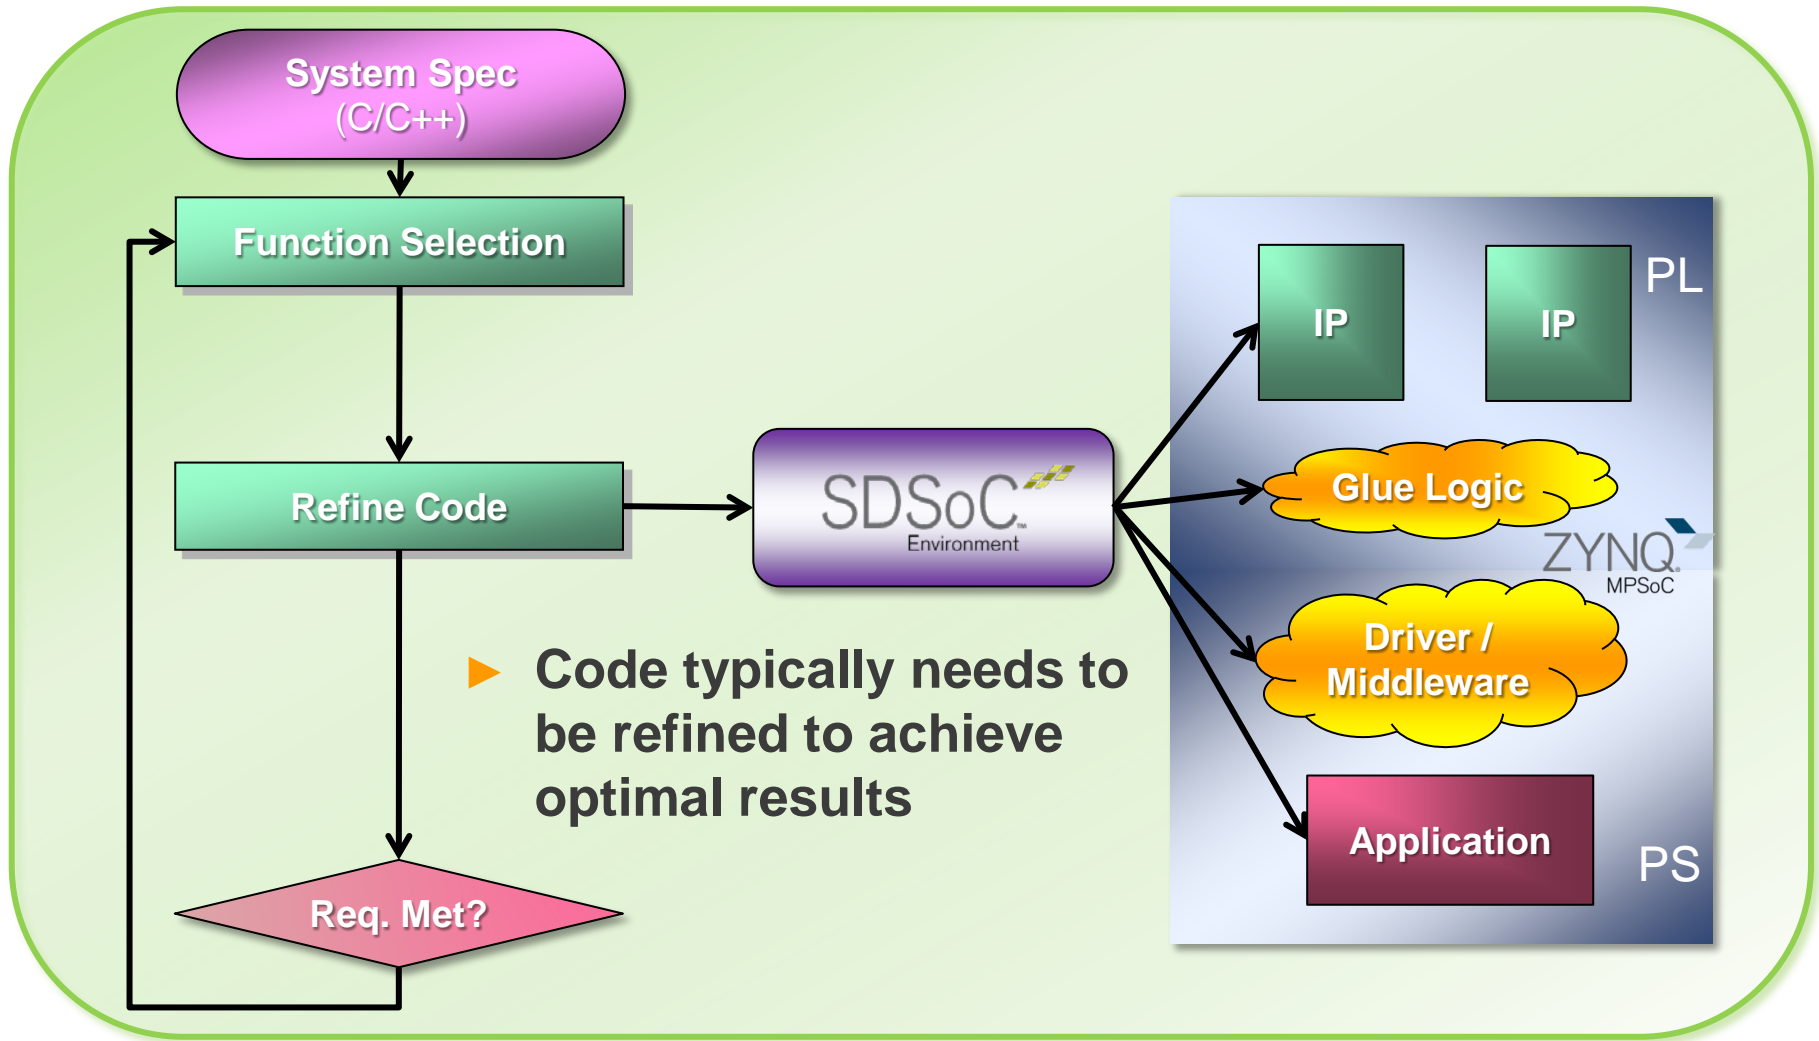 System Spec
(C/C++)
Function Selection
Refine Code
Req. Met?
SDSoC™
Environment
Code typically needs to
be refined to achieve
optimal results
PL
IP
IP
Glue Logic
ZYNQ®
MPSoC
Driver /
Middleware
Application
PS